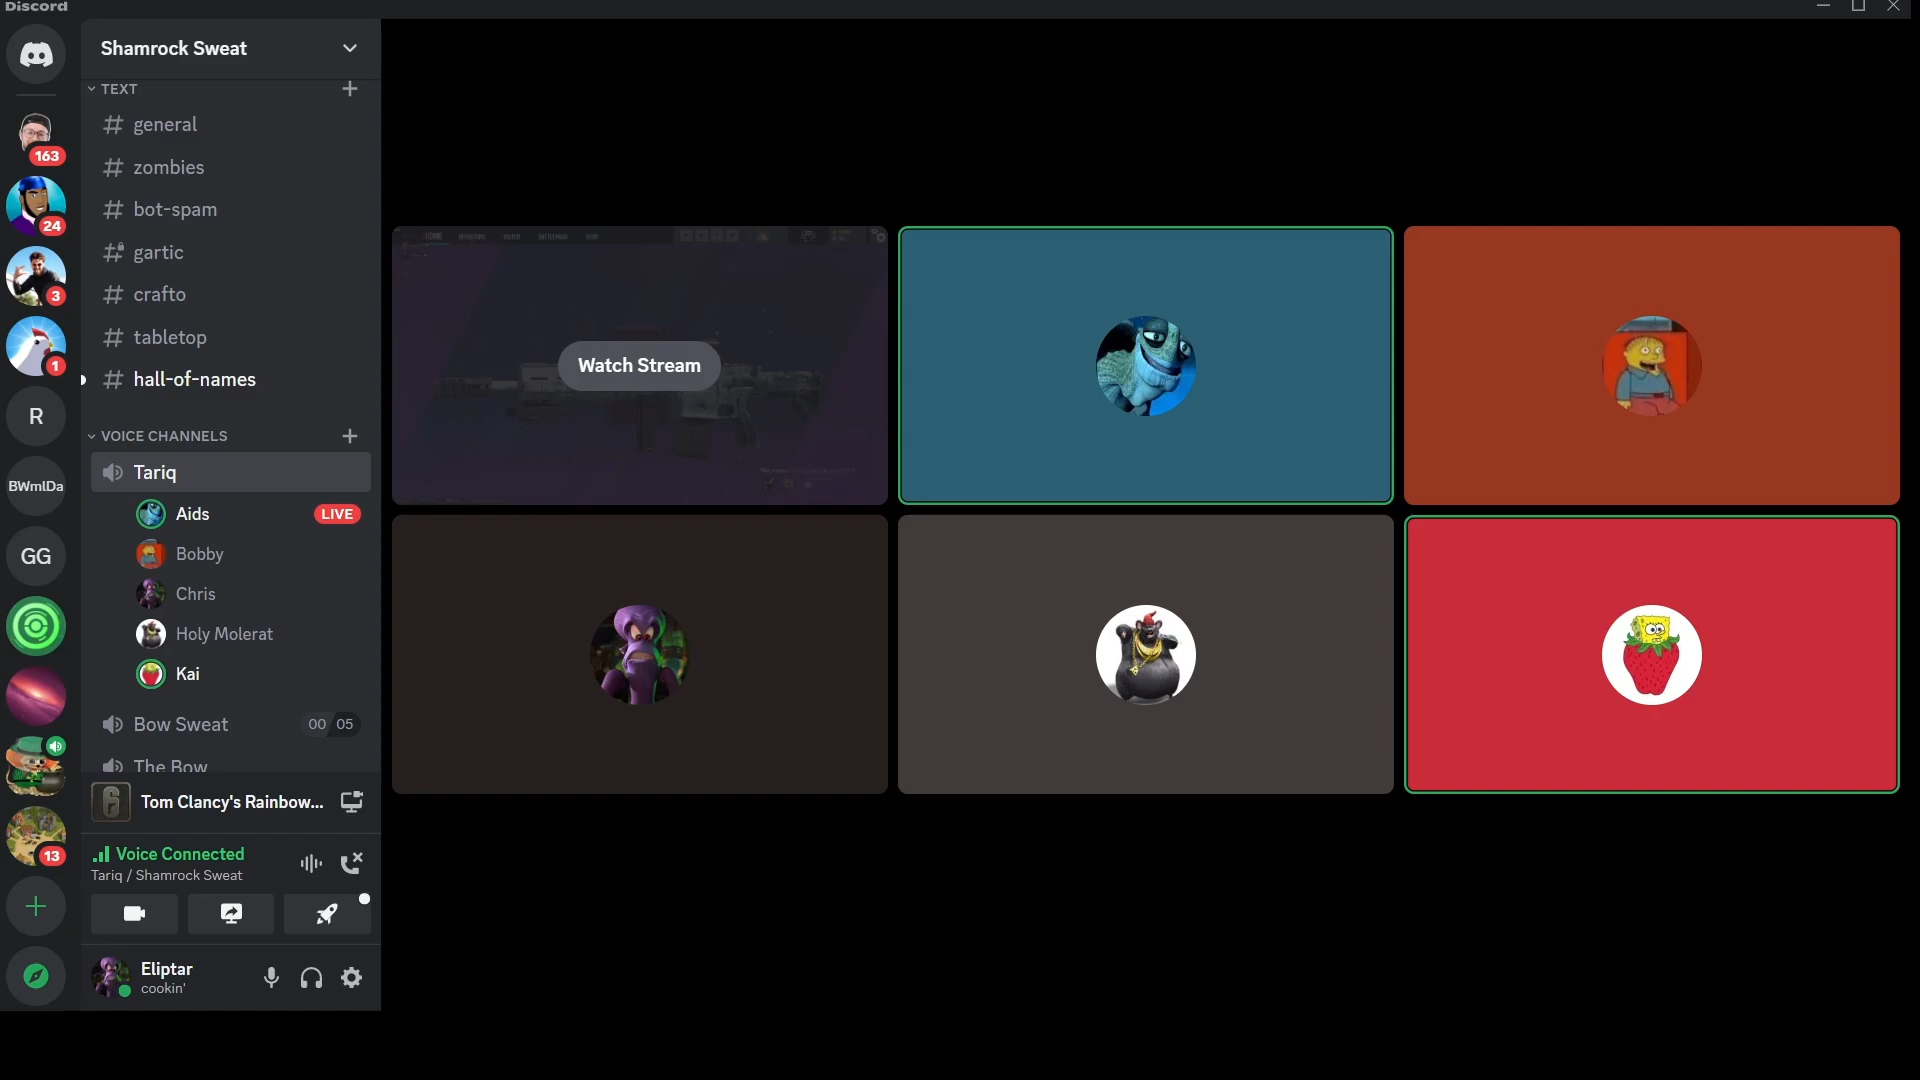 Discord
Shamrock Sweat
TEXT
general
zombies
bot-spam
gartic
crafto
tabletop
hall-of-names
VOICE CHANNELS
Tariq
Aids LIVE
Bobby
Chris
Holy Molerat
Kai
Bow Sweat 00 05
The Bow
Tom Clancy's Rainbow...
Voice Connected
Tariq / Shamrock Sweat
Eliptar
cookin'
163
24
3
1
R
BWmlDa
GG
13
HOME
Watch Stream